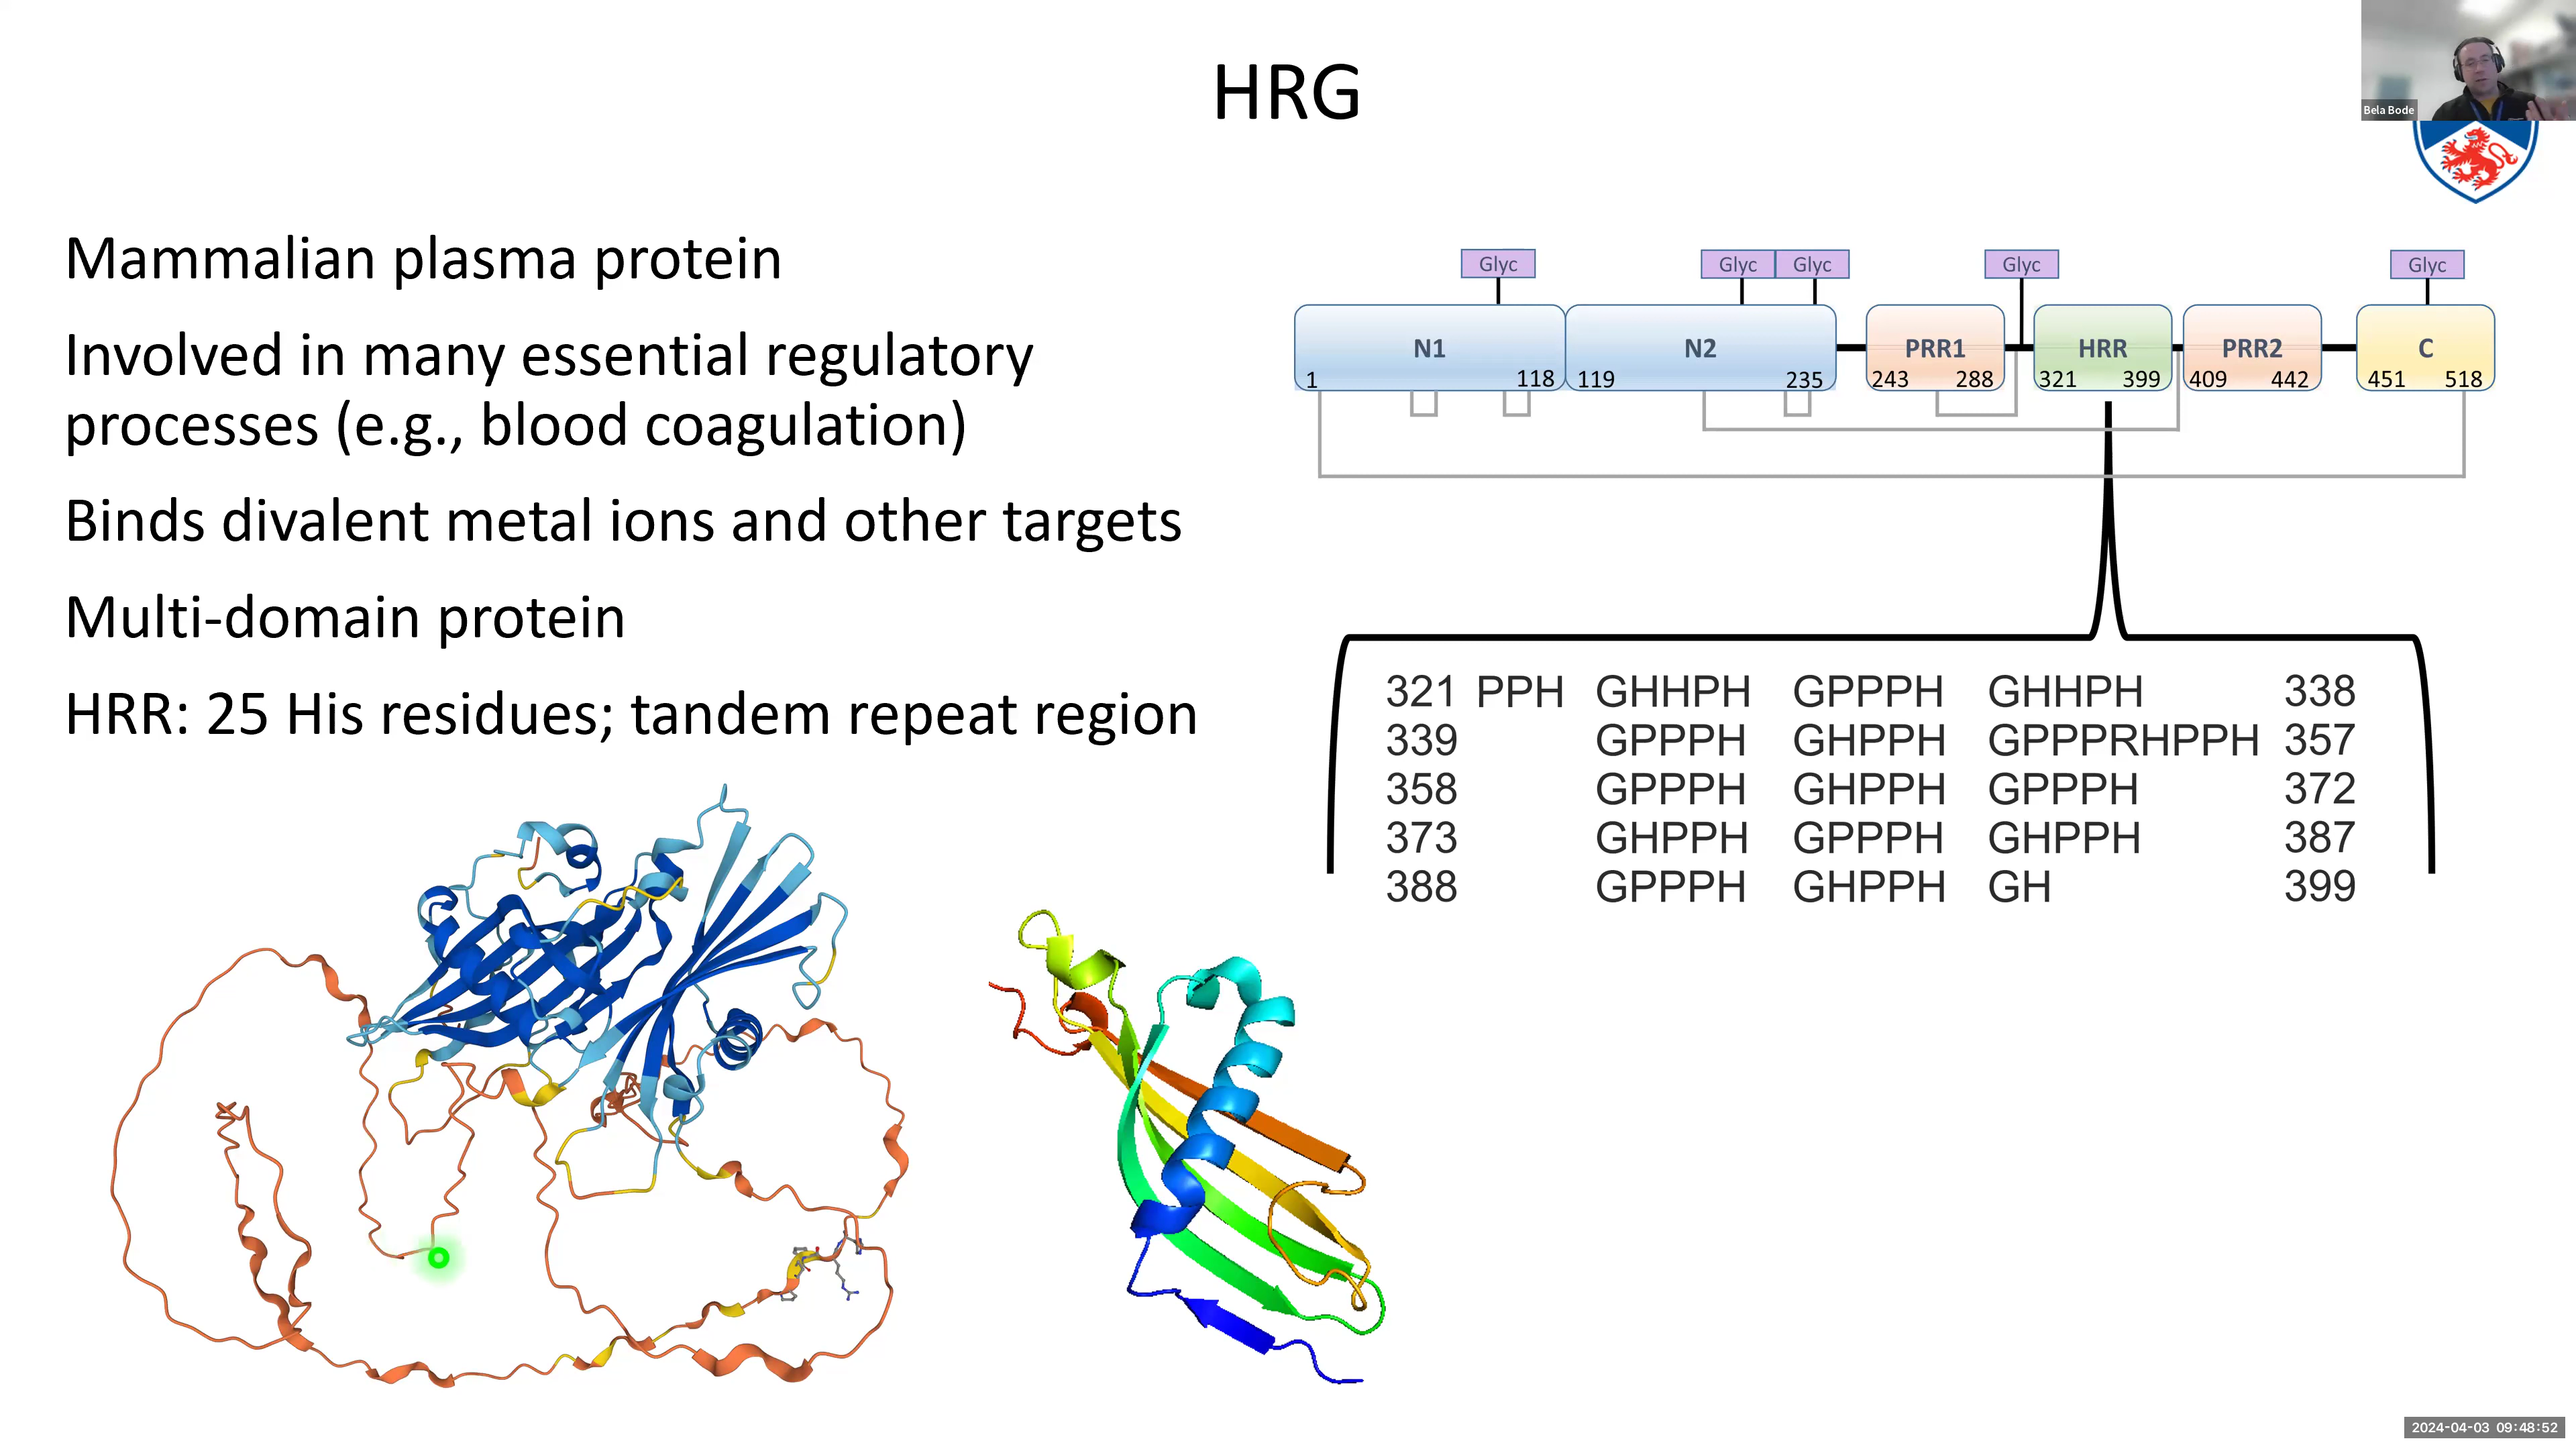 HRG
Bela Bode
Mammalian plasma protein
Involved in many essential regulatory
processes (e.g., blood coagulation)
Binds divalent metal ions and other targets
Multi-domain protein
HRR: 25 His residues; tandem repeat region
Glyc Glyc Glyc Glyc Glyc
N1 N2 PRR1 HRR PRR2 C
1 118 119 235 243 288 321 399 409 442 451 518
321 PPH GHHPH GPPPH GHHPH 338
339 GPPPH GHPPH GPPPRHPPH 357
358 GPPPH GHPPH GPPPH 372
373 GHPPH GPPPH GHPPH 387
388 GPPPH GHPPH GH 399
2024-04-03 09:48:52